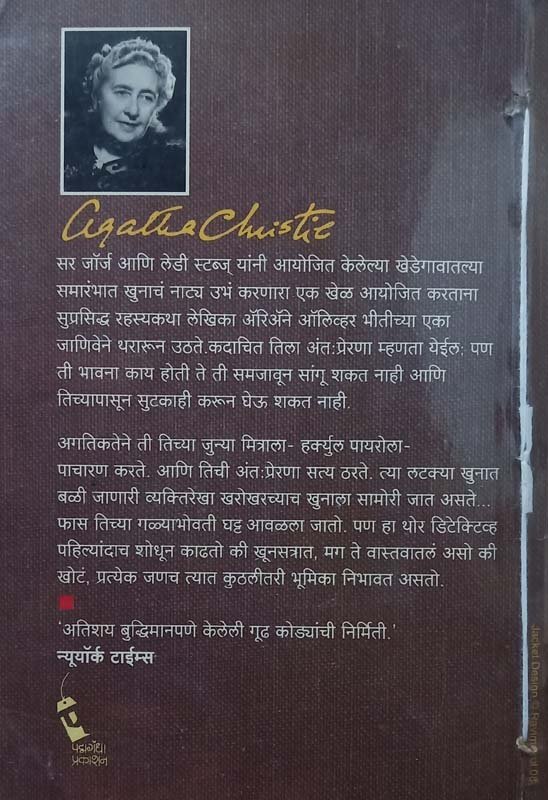 Agatha Christie
सर जॉर्ज आणि लेडी स्टब्ज् यांनी आयोजित केलेल्या खेडेगावातल्या
समारंभात खुनाचं नाट्य उभं करणारा एक खेळ आयोजित करताना
सुप्रसिद्ध रहस्यकथा लेखिका ॲरिॲने ऑलिव्हर भीतीच्या एका
जाणिवेने थरारून उठते.कदाचित तिला अंतःप्रेरणा म्हणता येईल; पण
ती भावना काय होती ते ती समजावून सांगू शकत नाही आणि
तिच्यापासून सुटकाही करून घेऊ शकत नाही.
अगतिकतेने ती तिच्या जुन्या मित्राला- हर्क्युल पायरोला-
पाचारण करते. आणि तिची अंतःप्रेरणा सत्य ठरते. त्या लटक्या खुनात
बळी जाणारी व्यक्तिरेखा खरोखरच्याच खुनाला सामोरी जात असते...
फास तिच्या गळ्याभोवती घट्ट आवळला जातो. पण हा थोर डिटेक्टिव्ह
पहिल्यांदाच शोधून काढतो की खूनसत्रात, मग ते वास्तवातलं असो की
खोटं, प्रत्येक जणच त्यात कुठलीतरी भूमिका निभावत असतो.
'अतिशय बुद्धिमानपणे केलेली गूढ कोड्यांची निर्मिती.'
न्यूयॉर्क टाईम्स
पद्मगंधा
प्रकाशन
Jacket Design ©